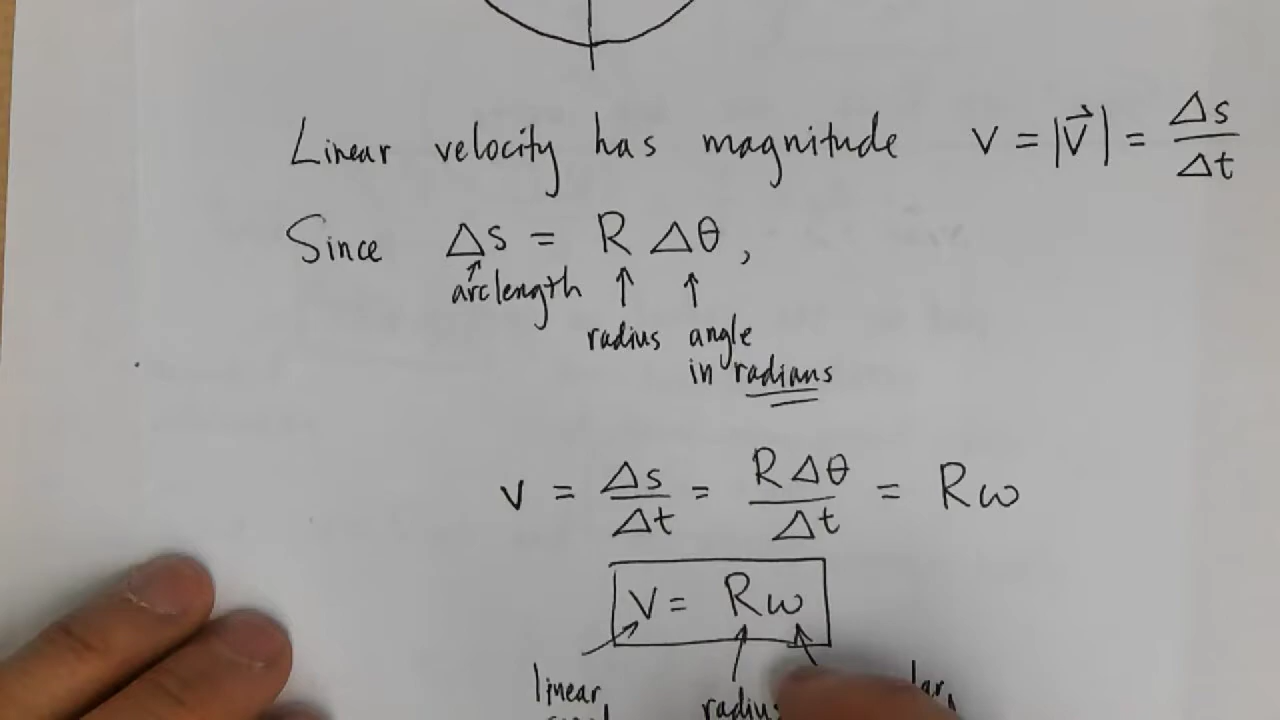 Linear velocity has magnitude v = |v⃗| = Δs/Δt
Since Δs = R Δθ,
arclength
radius angle
in radians
v = Δs/Δt = RΔθ/Δt = Rω
v = Rω
linear